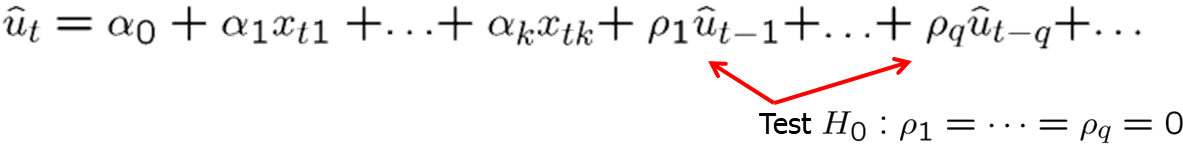 û_t = α_0 + α_1x_{t1} + … + α_kx_{tk} + ρ_1û_{t−1} + … + ρ_qû_{t−q} + …
Test H_0 : ρ_1 = ⋯ = ρ_q = 0